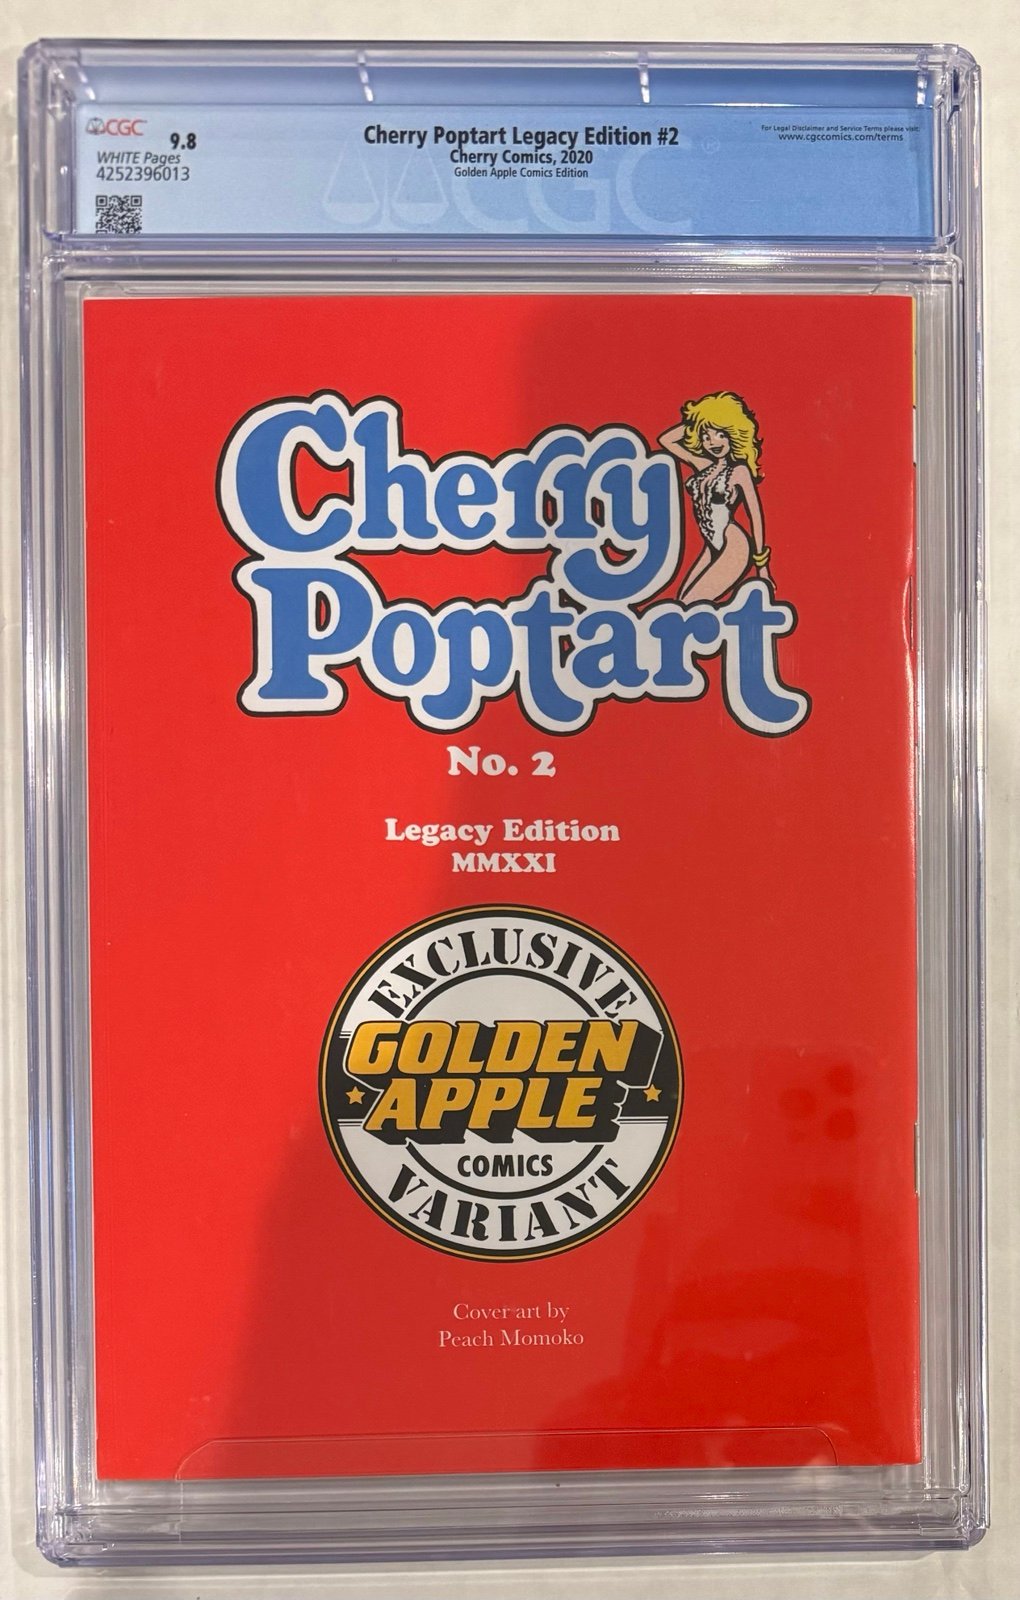 CGC
9.8
WHITE Pages
4252396013
Cherry Poptart Legacy Edition #2
Cherry Comics, 2020
Golden Apple Comics Edition
For Legal Disclaimer and Service Terms please visit:
www.cgccomics.com/terms
CGC
Cherry
Poptart
No. 2
Legacy Edition
MMXXI
EXCLUSIVE
GOLDEN
APPLE
COMICS
VARIANT
Cover art by
Peach Momoko